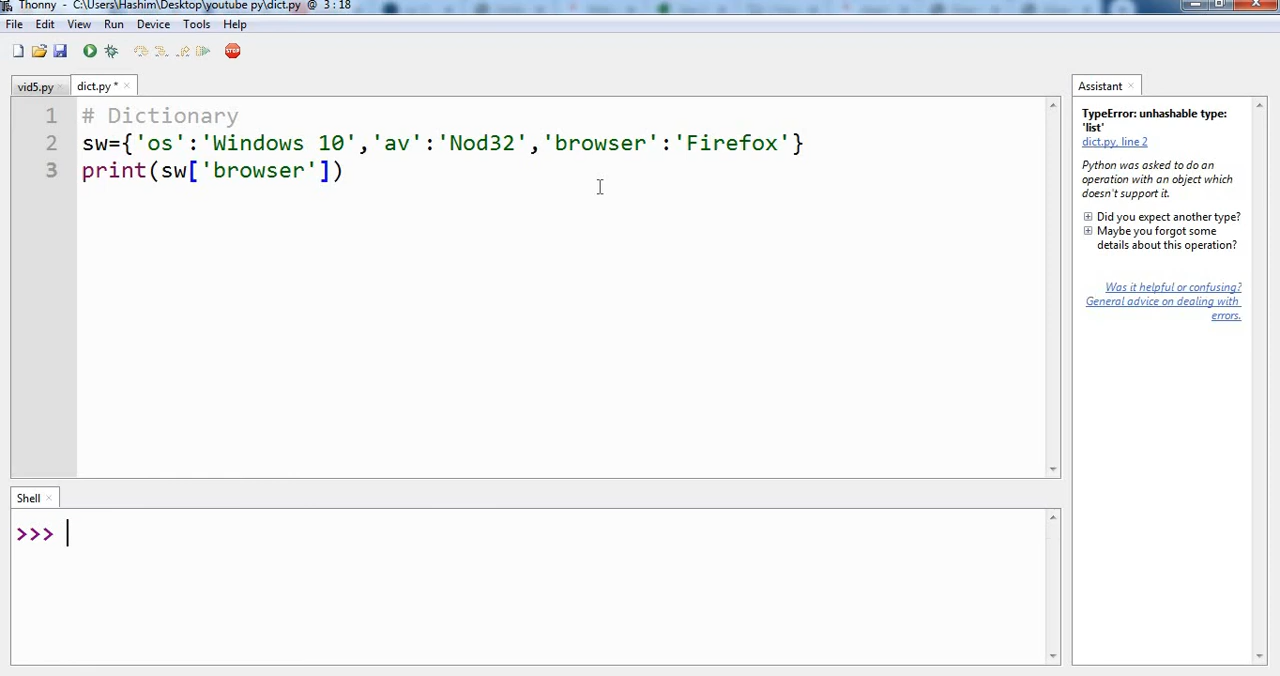 Thonny - C:\Users\Hashim\Desktop\youtube py\dict.py @ 3 : 18
File Edit View Run Device Tools Help
STOP
vid5.py × dict.py * ×
1 # Dictionary
2 sw={'os':'Windows 10','av':'Nod32','browser':'Firefox'}
3 print(sw['browser'])
Shell ×
>>>
Assistant ×
TypeError: unhashable type:
'list'
dict.py, line 2
Python was asked to do an
operation with an object which
doesn't support it.
Did you expect another type?
Maybe you forgot some
details about this operation?
Was it helpful or confusing?
General advice on dealing with
errors.